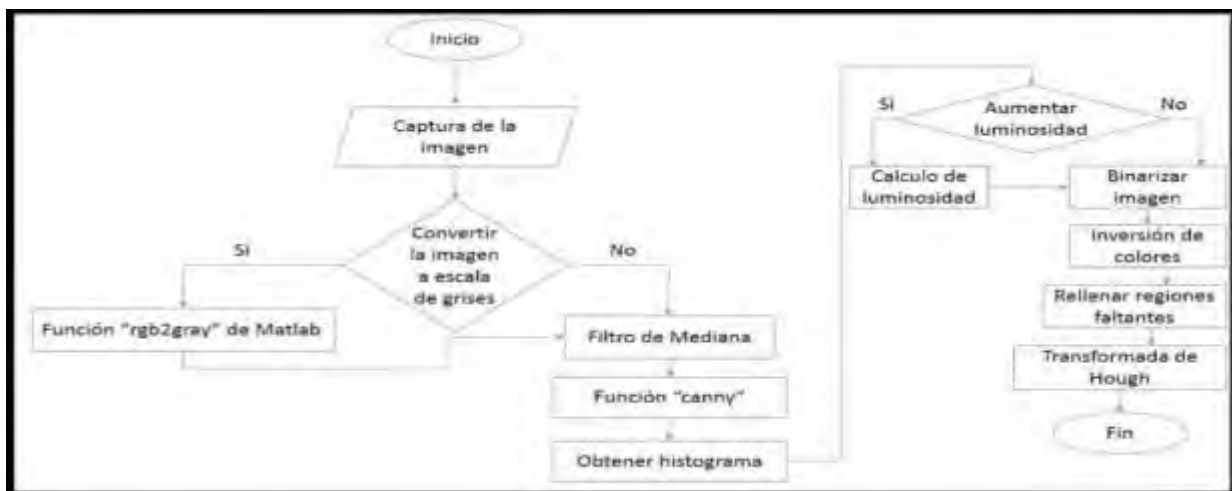 Inicio
Captura de la
imagen
Convertir
la imagen
a escala
de grises
Si
No
Función "rgb2gray" de Matlab
Filtro de Mediana
Función "canny"
Obtener histograma
Aumentar
luminosidad
Si
No
Calculo de
luminosidad
Binarizar
imagen
Inversión de
colores
Rellenar regiones
faltantes
Transformada de
Hough
Fin